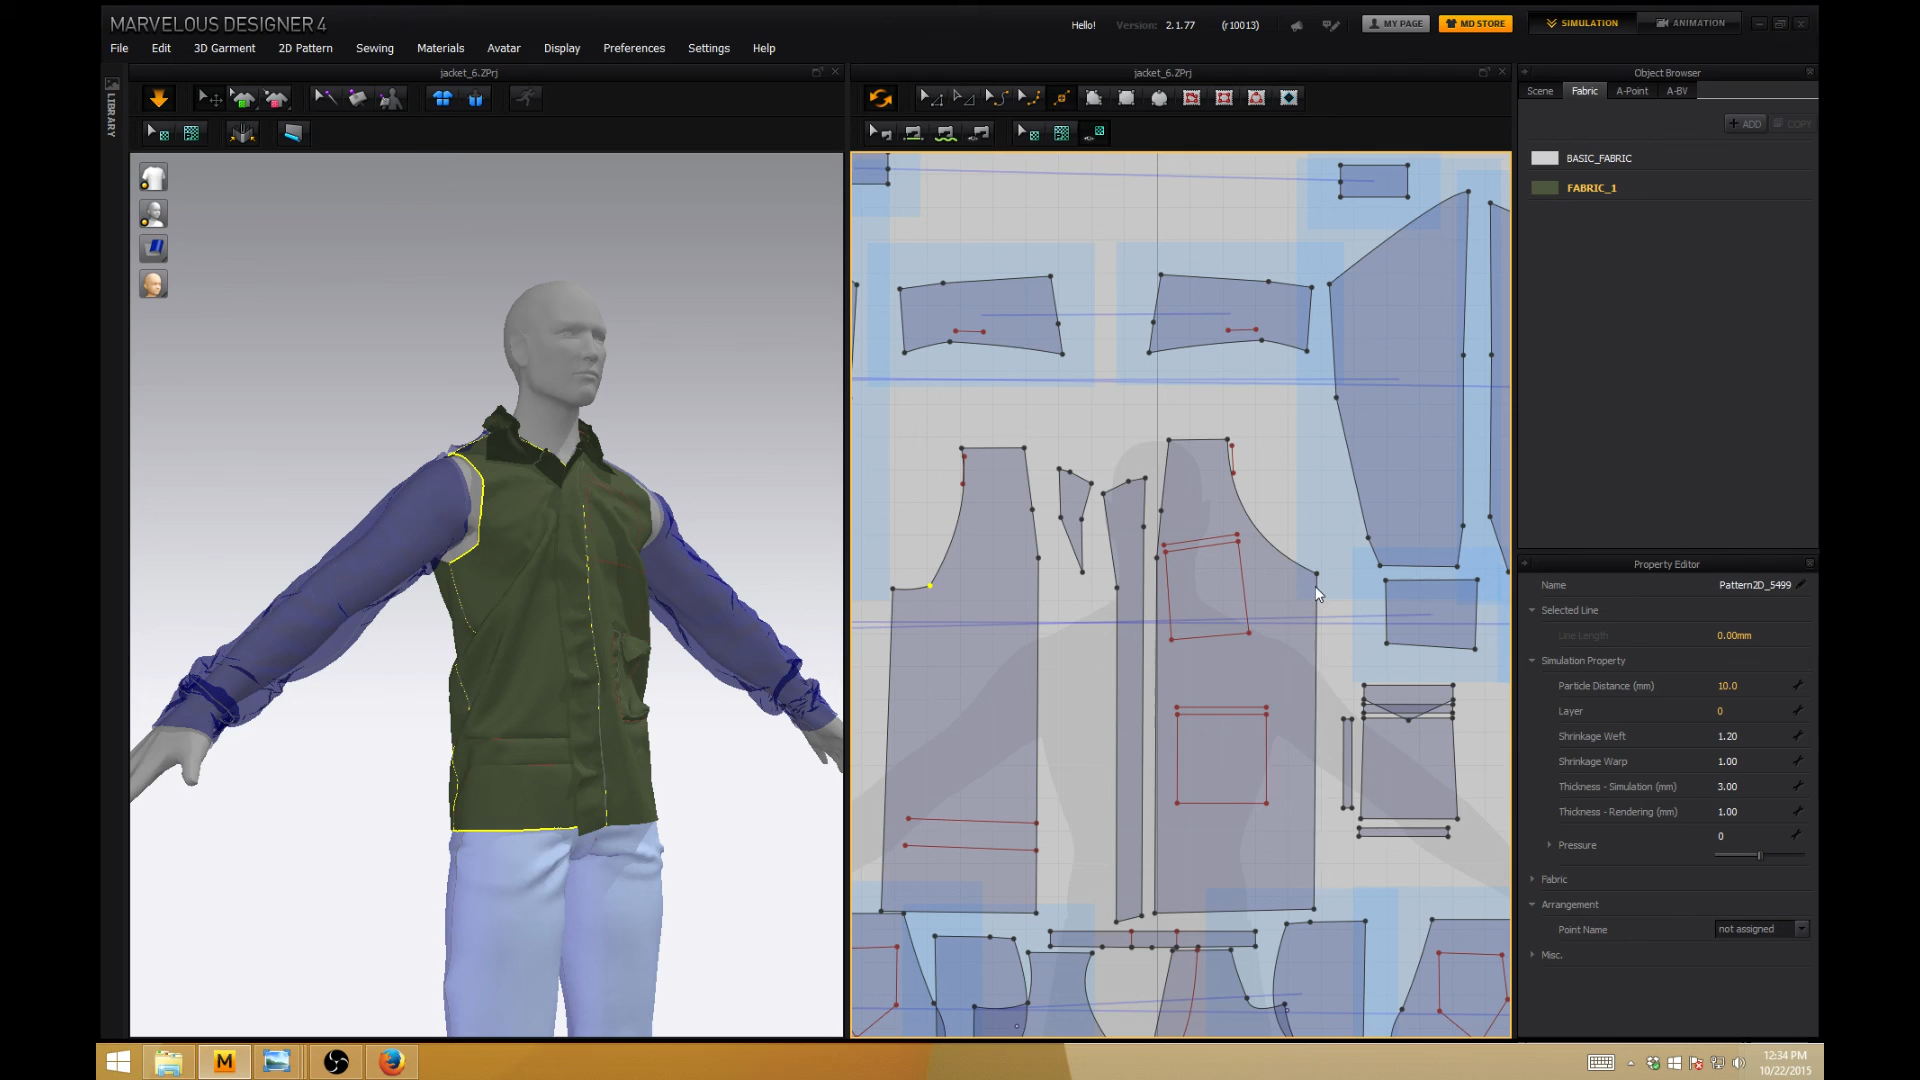 MARVELOUS DESIGNER 4
Hello!
Version: 2.1.77 (r10013)
MY PAGE
MD STORE
SIMULATION
ANIMATION
File Edit 3D Garment 2D Pattern Sewing Materials Avatar Display Preferences Settings Help
LIBRARY
jacket_6.ZPrj
jacket_6.ZPrj
Object Browser
Scene Fabric A-Point A-BV
+ ADD COPY
BASIC_FABRIC
FABRIC_1
Property Editor
Name Pattern2D_5499
Selected Line
Line Length 0.00mm
Simulation Property
Particle Distance (mm) 10.0
Layer 0
Shrinkage Weft 1.20
Shrinkage Warp 1.00
Thickness - Simulation (mm) 3.00
Thickness - Rendering (mm) 1.00
Pressure 0
Fabric
Arrangement
Point Name not assigned
Misc.
M
12:34 PM
10/22/2015